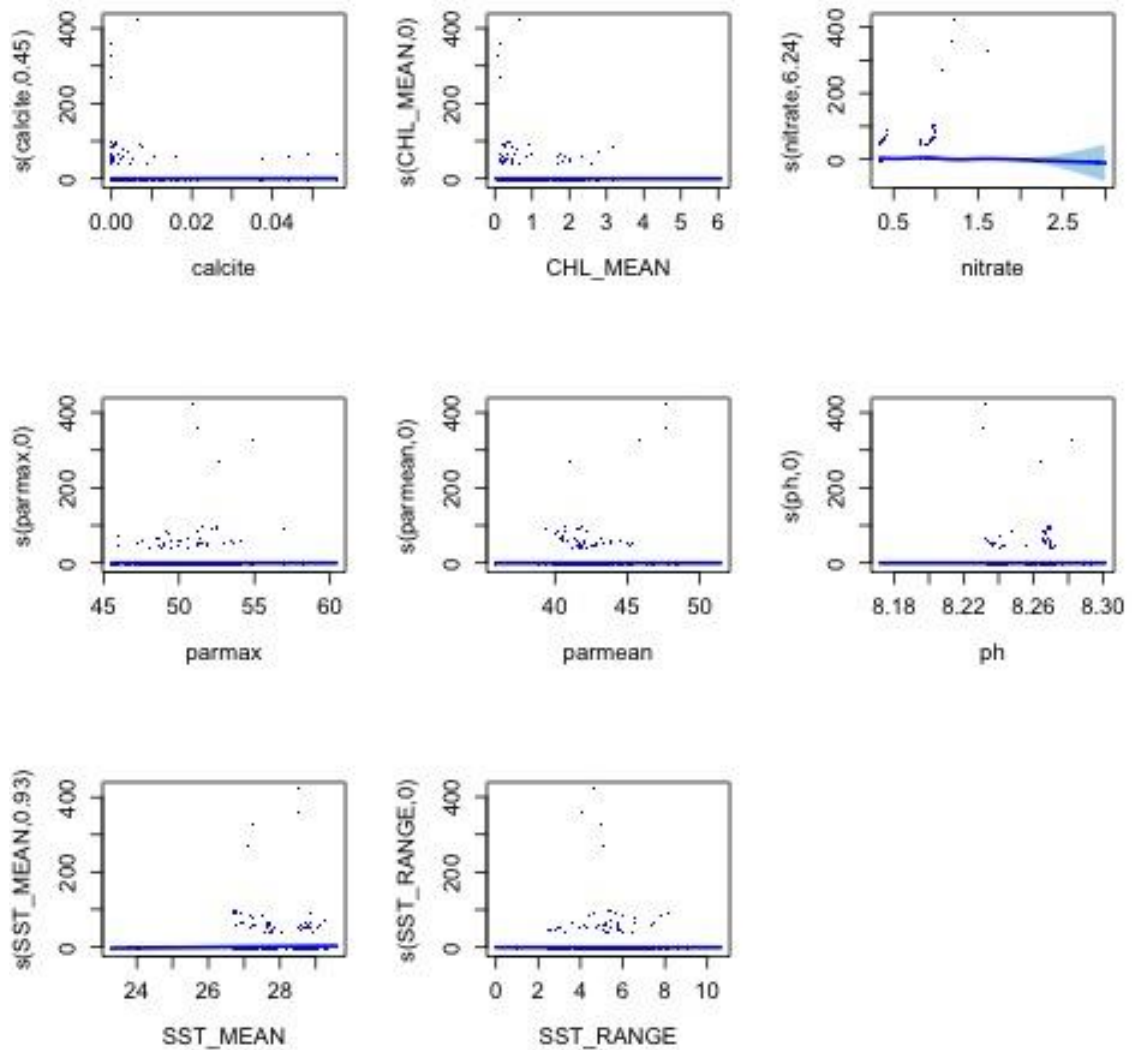 s(calcite,0.45)
0 200 400
0.00 0.02 0.04
calcite
s(CHL_MEAN,0)
0 200 400
0 1 2 3 4 5 6
CHL_MEAN
s(nitrate,6.24)
0 200 400
0.5 1.5 2.5
nitrate
s(parmax,0)
0 200 400
45 50 55 60
parmax
s(parmean,0)
0 200 400
40 45 50
parmean
s(ph,0)
0 200 400
8.18 8.22 8.26 8.30
ph
s(SST_MEAN,0.93)
0 200 400
24 26 28
SST_MEAN
s(SST_RANGE,0)
0 200 400
0 2 4 6 8 10
SST_RANGE